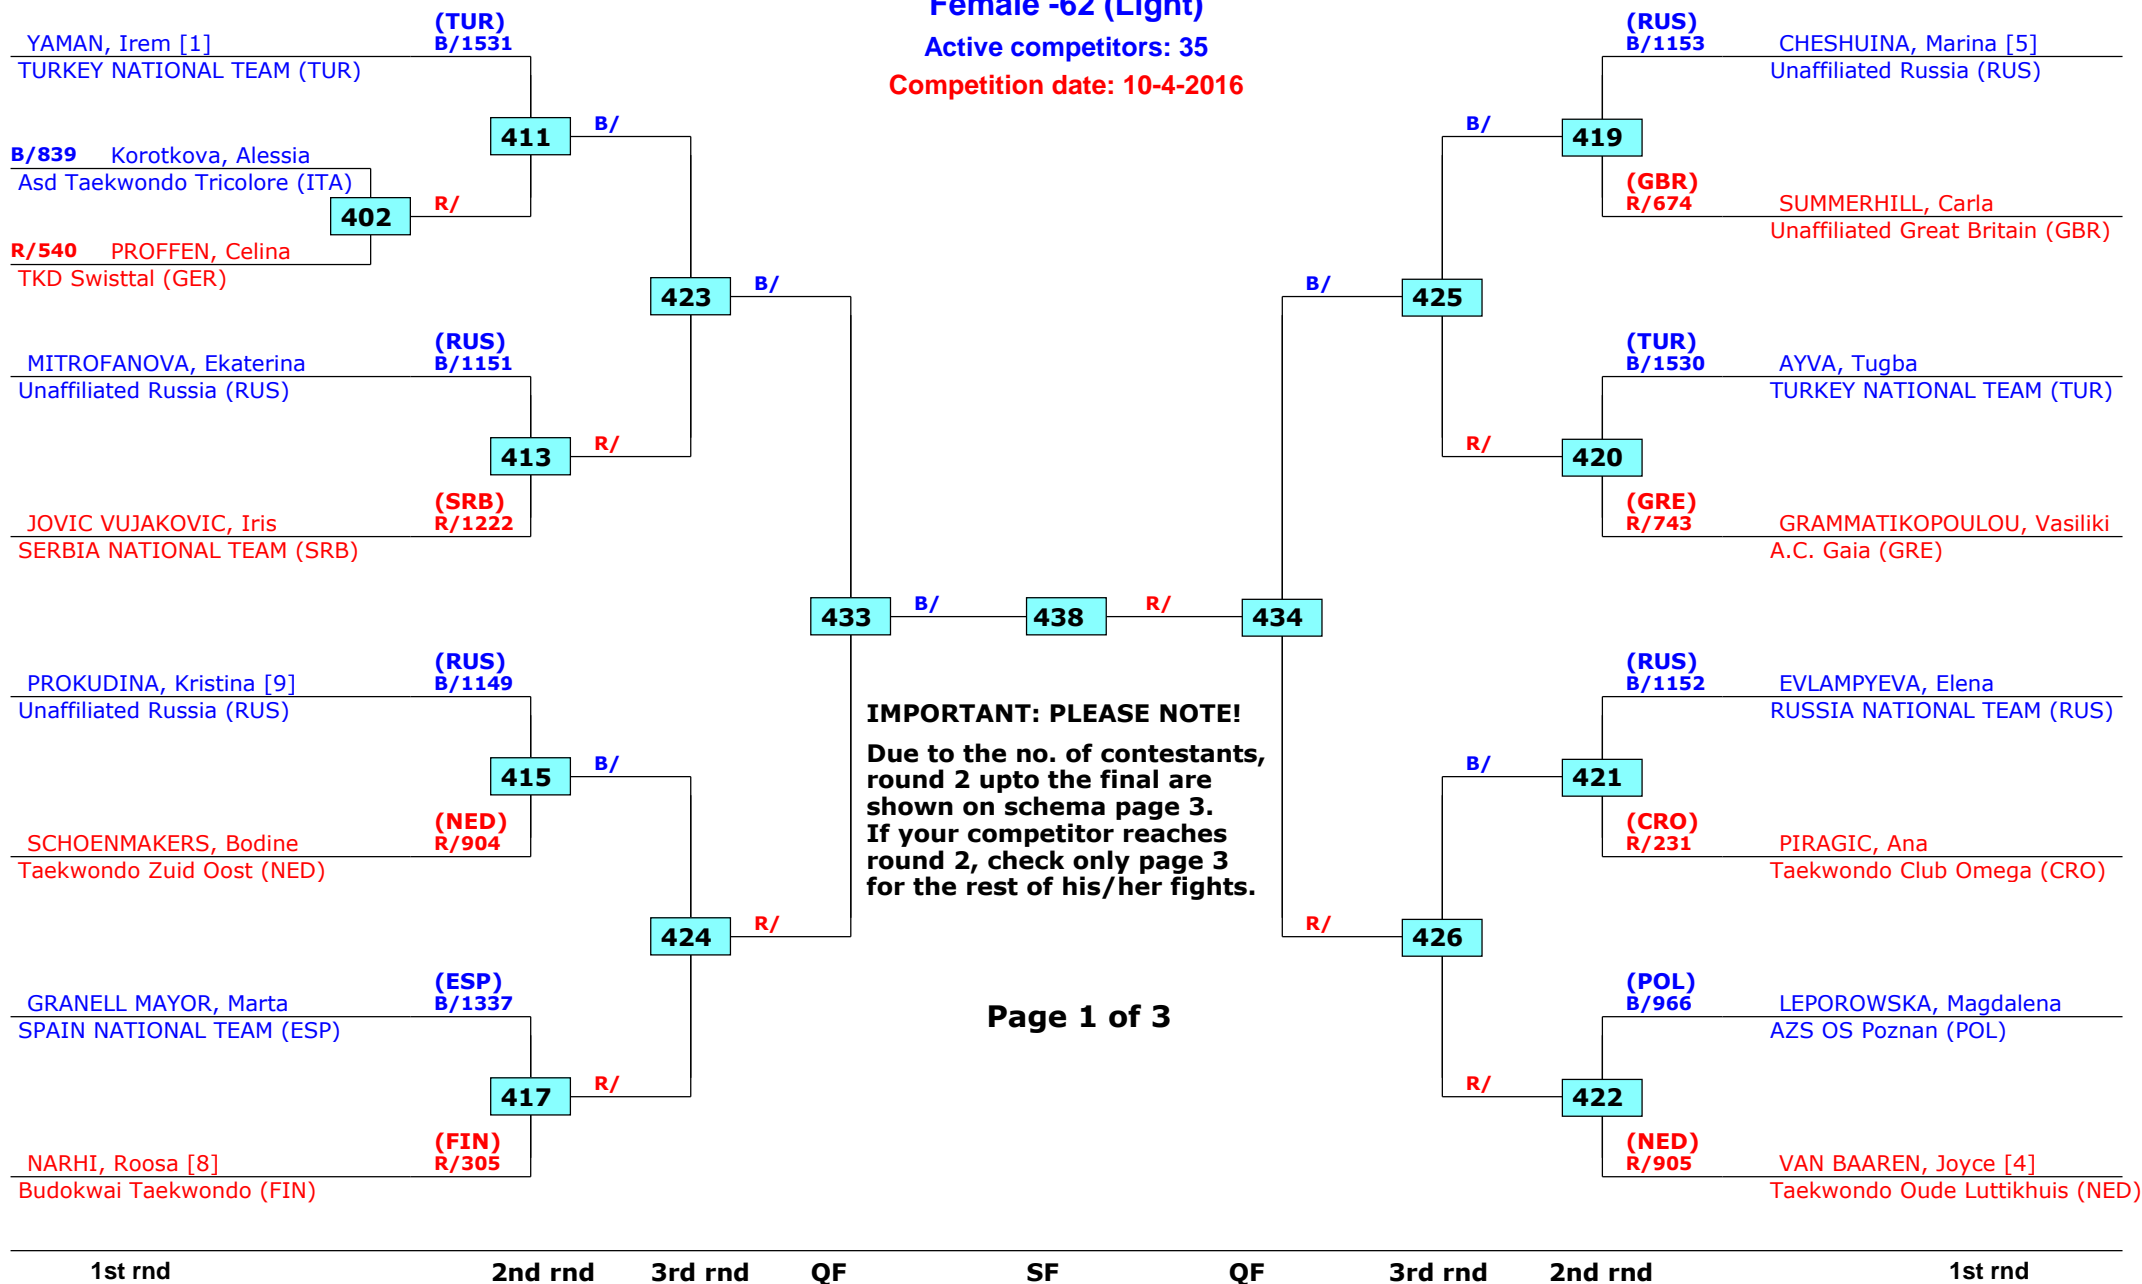 Female -62 (Light)
Active competitors: 35
Competition date: 10-4-2016
(TUR)
YAMAN, Irem [1] B/1531
TURKEY NATIONAL TEAM (TUR)
411
B/
B/839 Korotkova, Alessia
Asd Taekwondo Tricolore (ITA)
402
R/
R/540 PROFFEN, Celina
TKD Swisttal (GER)
423
B/
(RUS)
MITROFANOVA, Ekaterina B/1151
Unaffiliated Russia (RUS)
413
R/
(SRB)
JOVIC VUJAKOVIC, Iris R/1222
SERBIA NATIONAL TEAM (SRB)
433
B/
438
R/
434
(RUS)
PROKUDINA, Kristina [9] B/1149
Unaffiliated Russia (RUS)
415
B/
(NED)
SCHOENMAKERS, Bodine R/904
Taekwondo Zuid Oost (NED)
424
R/
(ESP)
GRANELL MAYOR, Marta B/1337
SPAIN NATIONAL TEAM (ESP)
417
R/
(FIN)
NARHI, Roosa [8] R/305
Budokwai Taekwondo (FIN)
IMPORTANT: PLEASE NOTE!
Due to the no. of contestants,
round 2 upto the final are
shown on schema page 3.
If your competitor reaches
round 2, check only page 3
for the rest of his/her fights.
Page 1 of 3
(RUS)
B/1153 CHESHUINA, Marina [5]
Unaffiliated Russia (RUS)
B/
419
(GBR)
R/674 SUMMERHILL, Carla
Unaffiliated Great Britain (GBR)
B/
425
(TUR)
B/1530 AYVA, Tugba
TURKEY NATIONAL TEAM (TUR)
R/
420
(GRE)
R/743 GRAMMATIKOPOULOU, Vasiliki
A.C. Gaia (GRE)
(RUS)
B/1152 EVLAMPYEVA, Elena
RUSSIA NATIONAL TEAM (RUS)
B/
421
(CRO)
R/231 PIRAGIC, Ana
Taekwondo Club Omega (CRO)
R/
426
(POL)
B/966 LEPOROWSKA, Magdalena
AZS OS Poznan (POL)
R/
422
(NED)
R/905 VAN BAAREN, Joyce [4]
Taekwondo Oude Luttikhuis (NED)
1st rnd 2nd rnd 3rd rnd QF SF QF 3rd rnd 2nd rnd 1st rnd